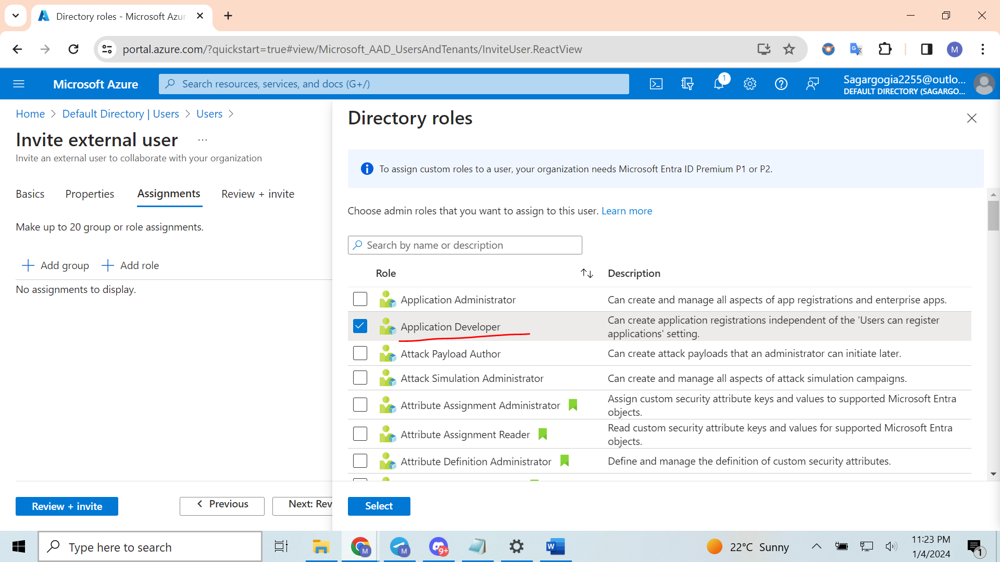 Directory roles - Microsoft Azur
portal.azure.com/?quickstart=true#view/Microsoft_AAD_UsersAndTenants/InviteUser.ReactView
M
Microsoft Azure
Search resources, services, and docs (G+/)
1
Sagargogia2255@outlo...
DEFAULT DIRECTORY (SAGARGO...
Home > Default Directory | Users > Users >
Invite external user ...
Invite an external user to collaborate with your organization
Basics Properties Assignments Review + invite
Make up to 20 group or role assignments.
Add group Add role
No assignments to display.
Review + invite
Previous
Next: Rev
Directory roles
To assign custom roles to a user, your organization needs Microsoft Entra ID Premium P1 or P2.
Choose admin roles that you want to assign to this user. Learn more
Search by name or description
Role Description
Application Administrator Can create and manage all aspects of app registrations and enterprise apps.
Application Developer Can create application registrations independent of the 'Users can register
applications' setting.
Attack Payload Author Can create attack payloads that an administrator can initiate later.
Attack Simulation Administrator Can create and manage all aspects of attack simulation campaigns.
Attribute Assignment Administrator Assign custom security attribute keys and values to supported Microsoft Entra
objects.
Attribute Assignment Reader Read custom security attribute keys and values for supported Microsoft Entra
objects.
Attribute Definition Administrator Define and manage the definition of custom security attributes.
Select
Type here to search
M
M
9+
W
22°C Sunny
11:23 PM
1/4/2024
1